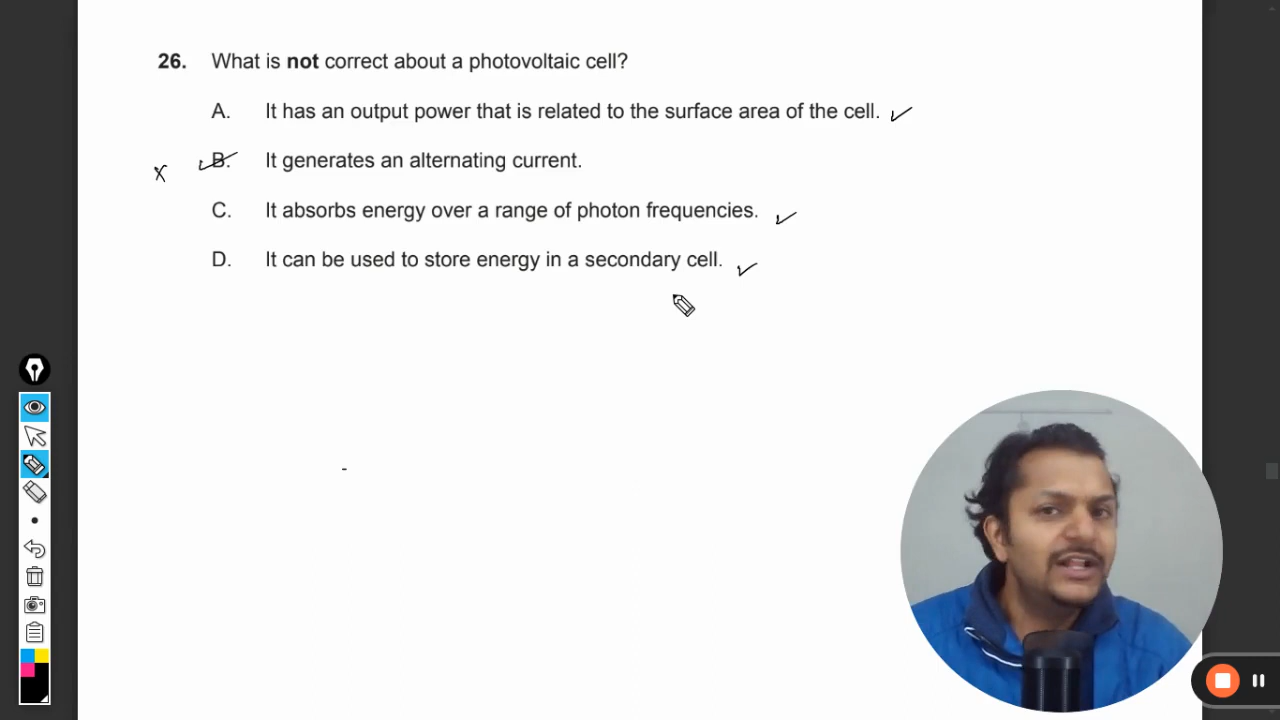 26. What is not correct about a photovoltaic cell?
A. It has an output power that is related to the surface area of the cell.
x B. It generates an alternating current.
C. It absorbs energy over a range of photon frequencies.
D. It can be used to store energy in a secondary cell.